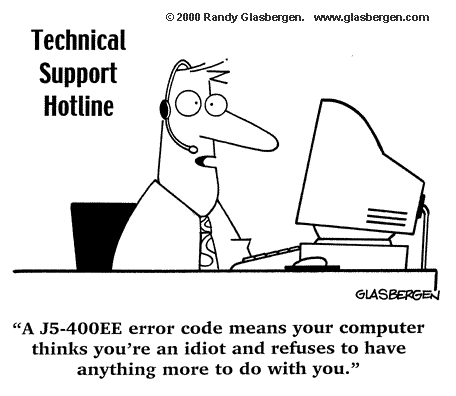 © 2000 Randy Glasbergen. www.glasbergen.com
Technical
Support
Hotline
GLASBERGEN
“A J5-400EE error code means your computer
thinks you’re an idiot and refuses to have
anything more to do with you.”